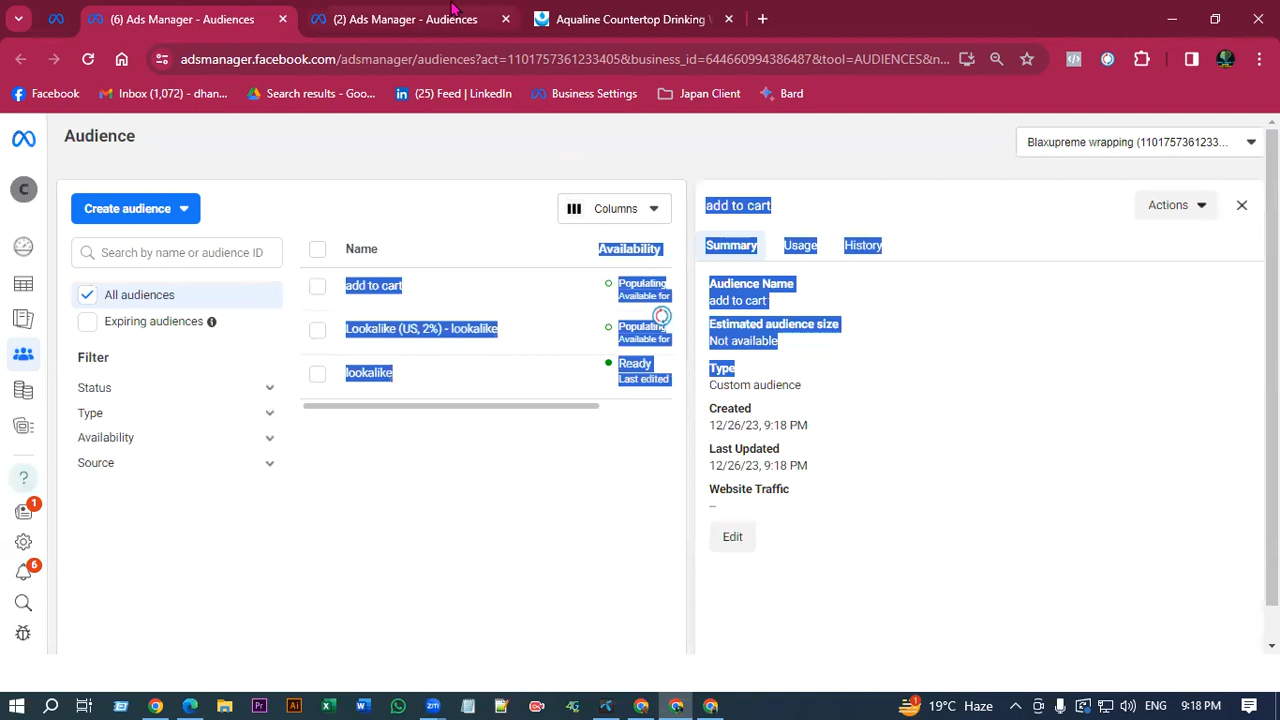 (6) Ads Manager - Audiences
(2) Ads Manager - Audiences
Aqualine Countertop Drinking
adsmanager.facebook.com/adsmanager/audiences?act=1101757361233405&business_id=644660994386487&tool=AUDIENCES&n...
Facebook
Inbox (1,072) - dhan...
Search results - Goo...
(25) Feed | LinkedIn
Business Settings
Japan Client
Bard
Audience
Blaxupreme wrapping (1101757361233...
C
Create audience
Columns
add to cart
Actions
Search by name or audience ID
Name
Availability
Summary
Usage
History
All audiences
Expiring audiences
Filter
Status
Type
Availability
Source
add to cart
Populating
Available for
Lookalike (US, 2%) - lookalike
Populating
Available for
lookalike
Ready
Last edited
Audience Name
add to cart
Estimated audience size
Not available
Type
Custom audience
Created
12/26/23, 9:18 PM
Last Updated
12/26/23, 9:18 PM
Website Traffic
–
Edit
?
1
6
19°C Haze
ENG
9:18 PM